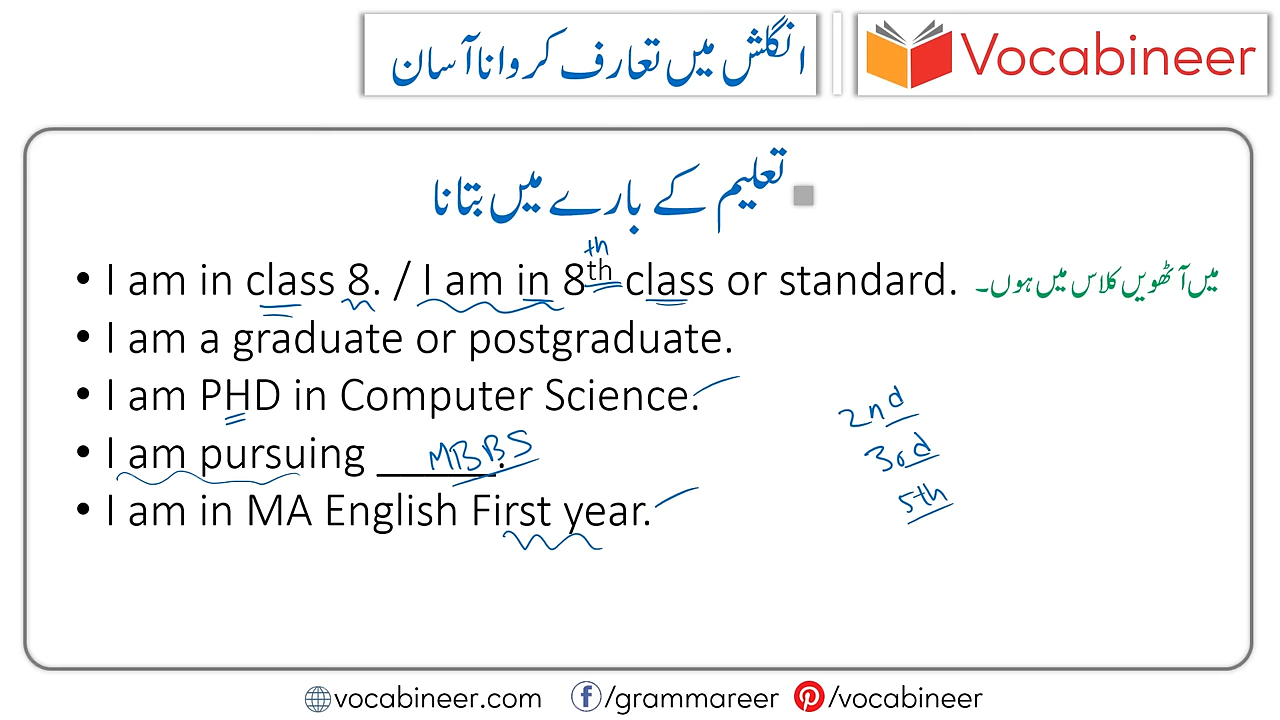 انگلش میں تعارف کروانا آسان
Vocabineer
تعلیم کے بارے میں بتانا
th
• I am in class 8. / I am in 8th class or standard. میں آٹھویں کلاس میں ہوں۔
• I am a graduate or postgraduate.
• I am PHD in Computer Science.
2nd
3rd
• I am pursuing ______. MBBS
5th
• I am in MA English First year.
vocabineer.com /grammareer /vocabineer